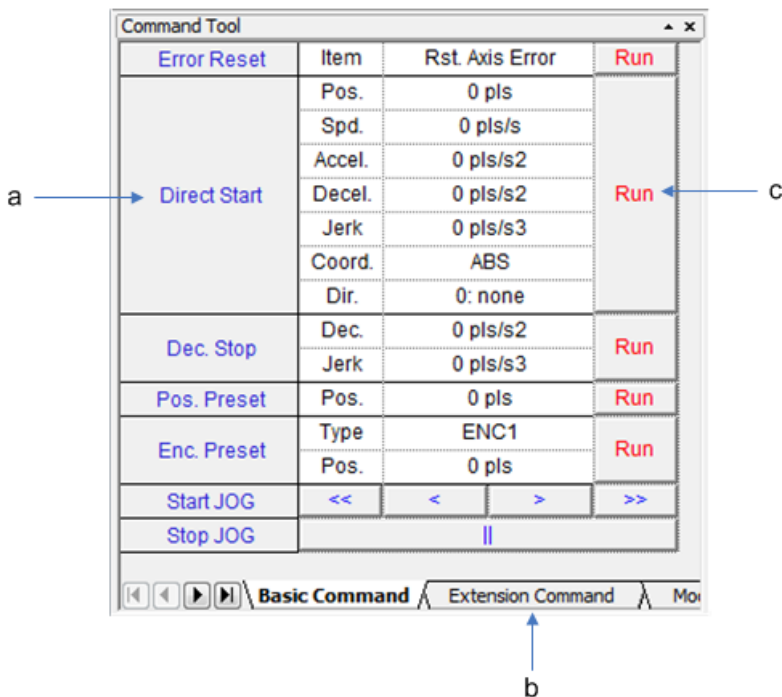 Command Tool
Error Reset Item Rst. Axis Error Run
Pos. 0 pls
Spd. 0 pls/s
Accel. 0 pls/s2
a Direct Start Decel. 0 pls/s2 Run c
Jerk 0 pls/s3
Coord. ABS
Dir. 0: none
Dec. Stop Dec. 0 pls/s2 Run
Jerk 0 pls/s3
Pos. Preset Pos. 0 pls Run
Enc. Preset Type ENC1 Run
Pos. 0 pls
Start JOG << < > >>
Stop JOG ||
Basic Command Extension Command
b